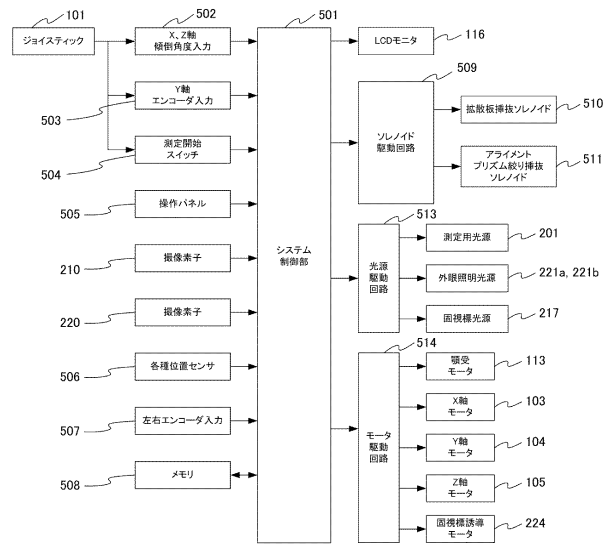 101
502
501
ジョイスティック
X、Z軸
傾倒角度入力
LCDモニタ
116
509
Y軸
エンコーダ入力
503
ソレノイド
駆動回路
拡散板挿抜ソレノイド
510
測定開始
スイッチ
504
アライメント
プリズム絞り挿抜
ソレノイド
511
操作パネル
505
513
システム
制御部
光源
駆動回路
測定用光源
201
撮像素子
210
外眼照明光源
221a, 221b
撮像素子
220
固視標光源
217
514
各種位置センサ
506
顎受
モータ
113
X軸
モータ
103
左右エンコーダ入力
507
モータ
駆動回路
Y軸
モータ
104
メモリ
508
Z軸
モータ
105
固視標誘導
モータ
224